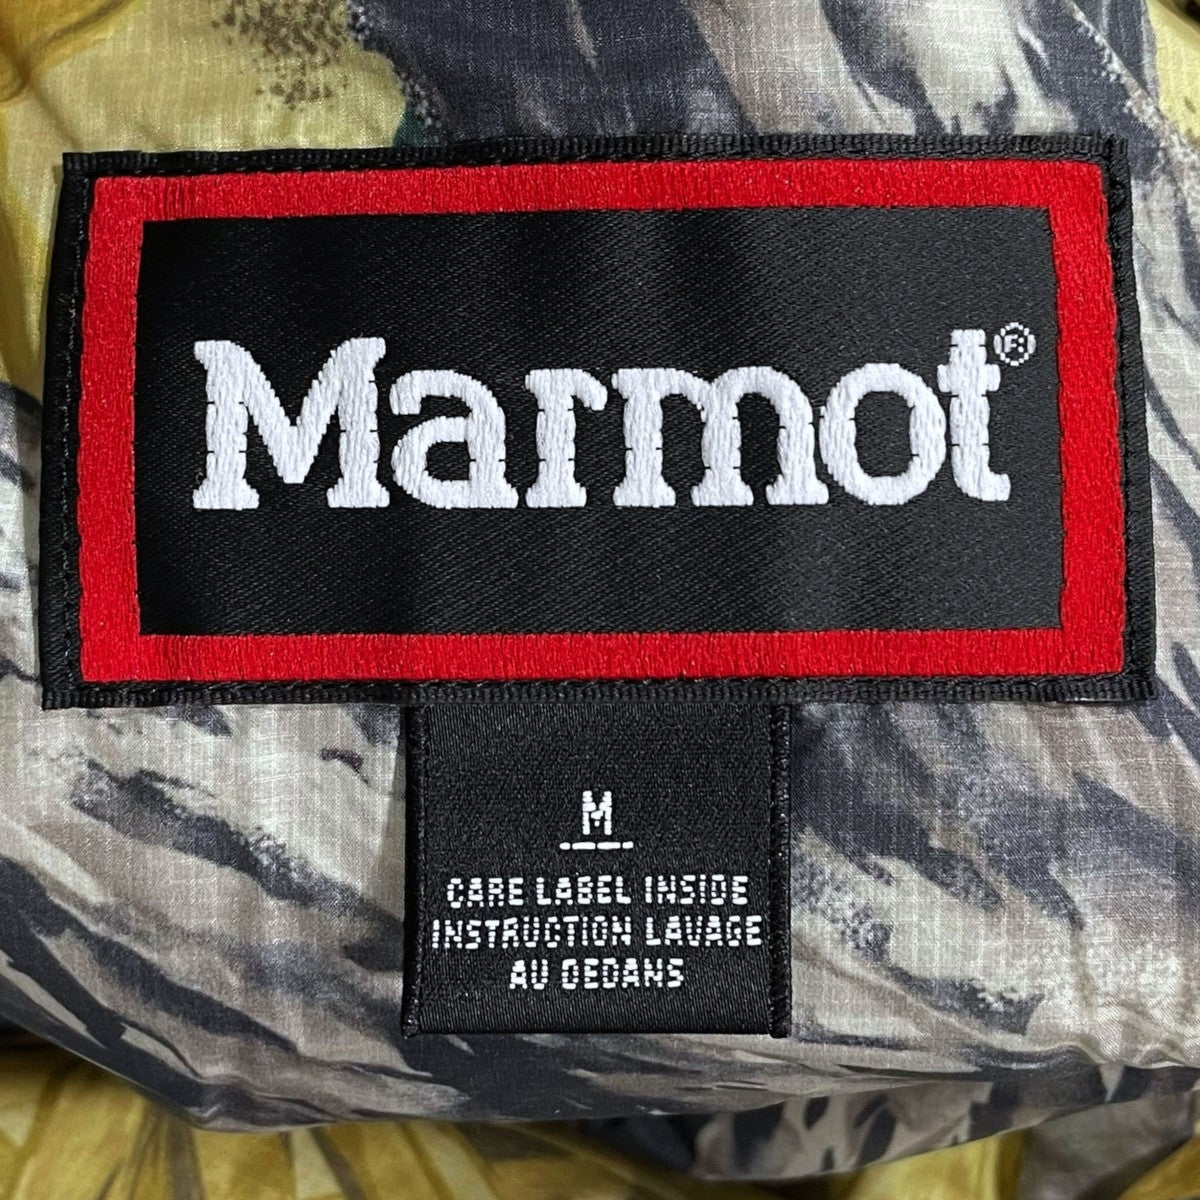 Marmot®
M
CARE LABEL INSIDE
INSTRUCTION LAVAGE
AU DEDANS